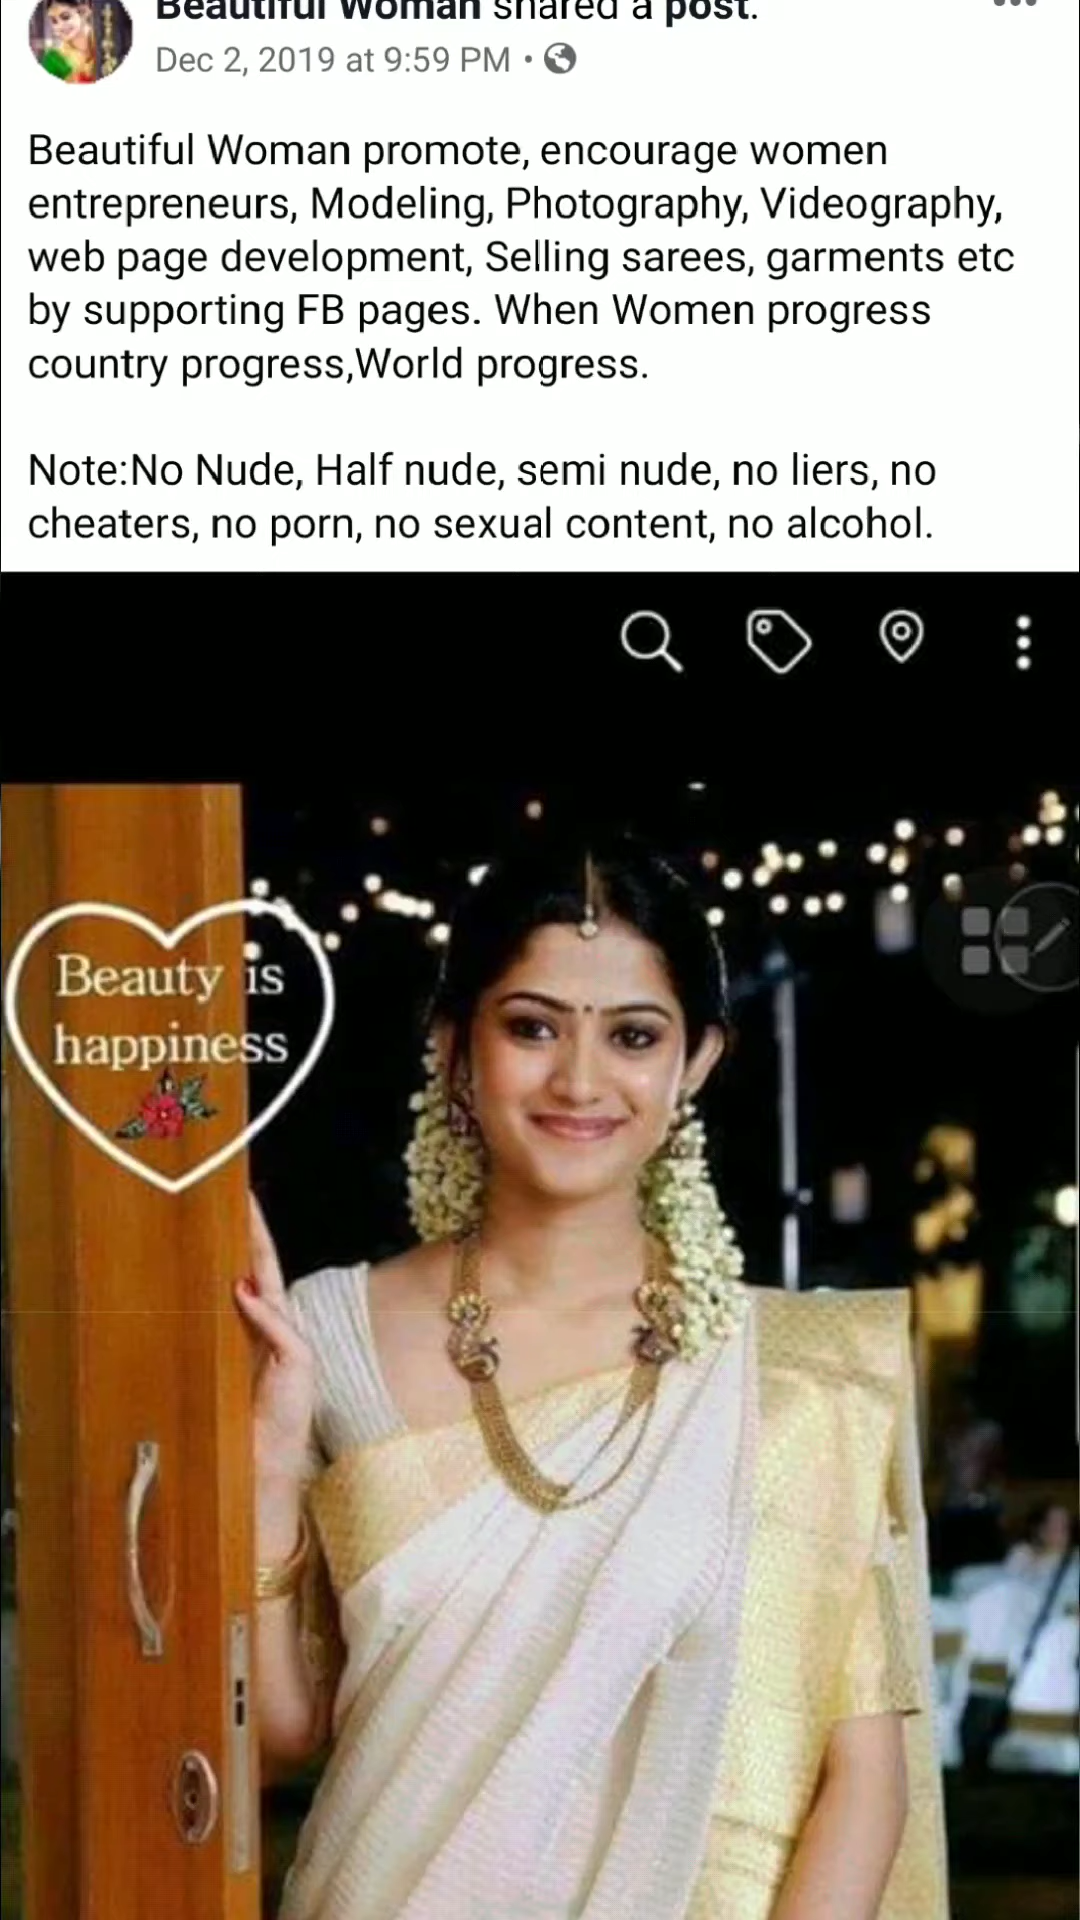 Beautiful Woman shared a post.
Dec 2, 2019 at 9:59 PM •
Beautiful Woman promote, encourage women
entrepreneurs, Modeling, Photography, Videography,
web page development, Selling sarees, garments etc
by supporting FB pages. When Women progress
country progress,World progress.
Note:No Nude, Half nude, semi nude, no liers, no
cheaters, no porn, no sexual content, no alcohol.
Beauty is
happiness